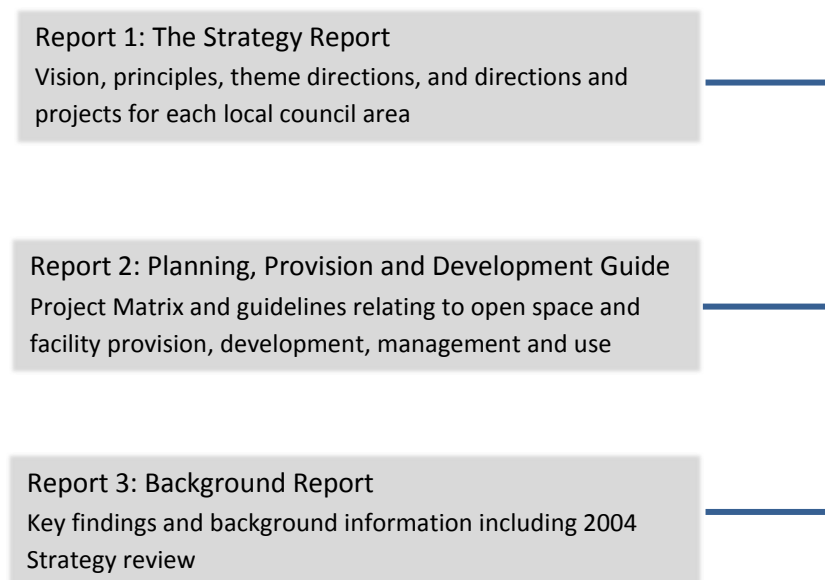 Report 1: The Strategy Report
Vision, principles, theme directions, and directions and
projects for each local council area
Report 2: Planning, Provision and Development Guide
Project Matrix and guidelines relating to open space and
facility provision, development, management and use
Report 3: Background Report
Key findings and background information including 2004
Strategy review